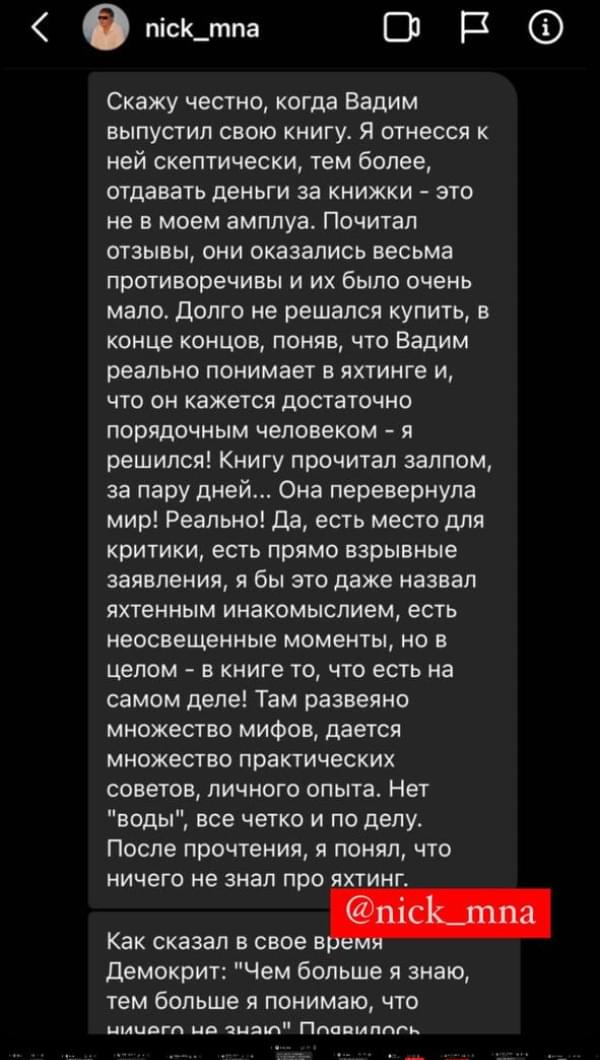 nick_mna
Скажу честно, когда Вадим
выпустил свою книгу. Я отнесся к
ней скептически, тем более,
отдавать деньги за книжки - это
не в моем амплуа. Почитал
отзывы, они оказались весьма
противоречивы и их было очень
мало. Долго не решался купить, в
конце концов, поняв, что Вадим
реально понимает в яхтинге и,
что он кажется достаточно
порядочным человеком - я
решился! Книгу прочитал залпом,
за пару дней... Она перевернула
мир! Реально! Да, есть место для
критики, есть прямо взрывные
заявления, я бы это даже назвал
яхтенным инакомыслием, есть
неосвещенные моменты, но в
целом - в книге то, что есть на
самом деле! Там развеяно
множество мифов, дается
множество практических
советов, личного опыта. Нет
"воды", все четко и по делу.
После прочтения, я понял, что
ничего не знал про яхтинг.
@nick_mna
Как сказал в свое время
Демокрит: "Чем больше я знаю,
тем больше я понимаю, что
ничего не знаю" Появилось